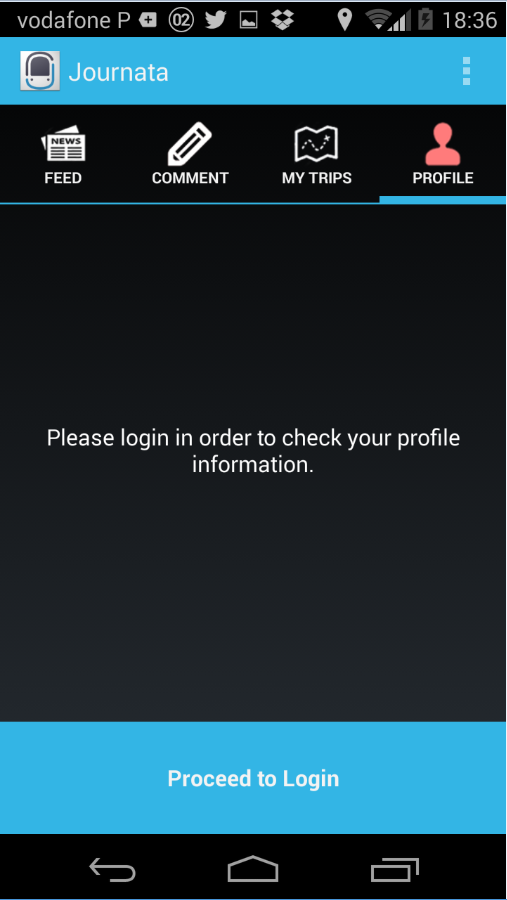 vodafone P 02 18:36
Journata
NEWS
FEED COMMENT MY TRIPS PROFILE
Please login in order to check your profile
information.
Proceed to Login